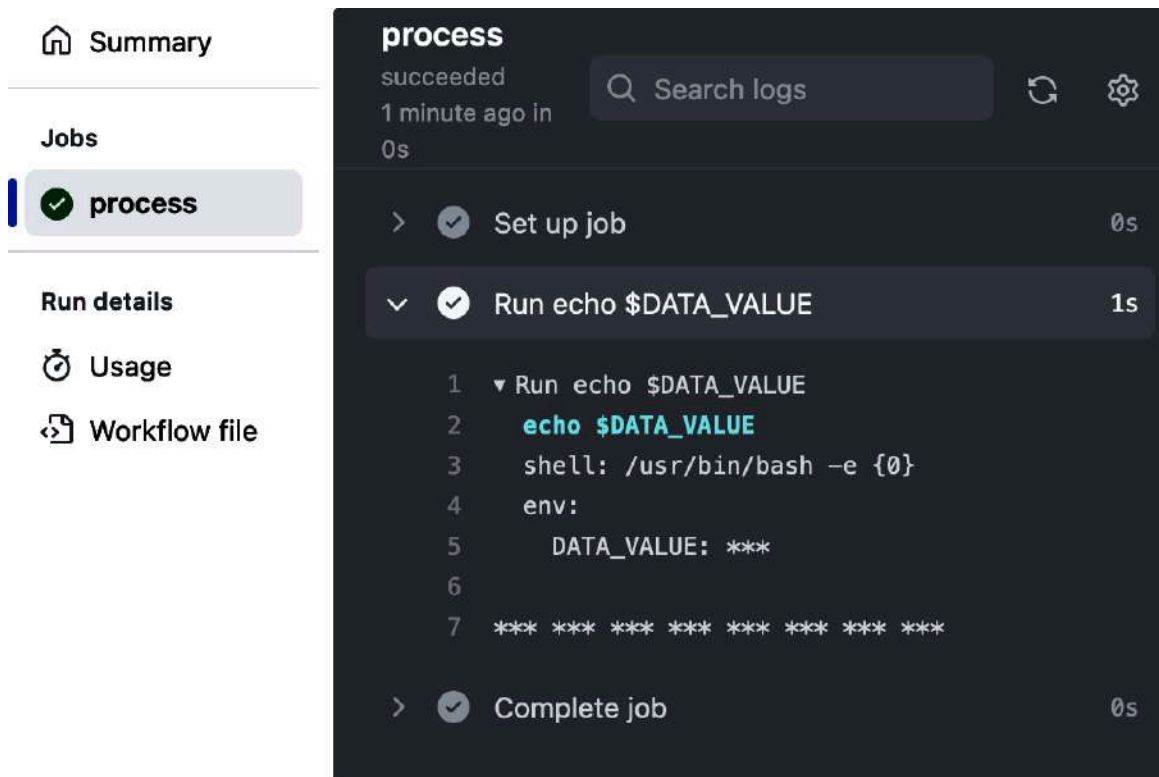 Summary
Jobs
process
Run details
Usage
Workflow file
process
succeeded
1 minute ago in
0s
Search logs
Set up job 0s
Run echo $DATA_VALUE 1s
1 ▼ Run echo $DATA_VALUE
2 echo $DATA_VALUE
3 shell: /usr/bin/bash -e {0}
4 env:
5 DATA_VALUE: ***
6
7 *** *** *** *** *** *** *** ***
Complete job 0s